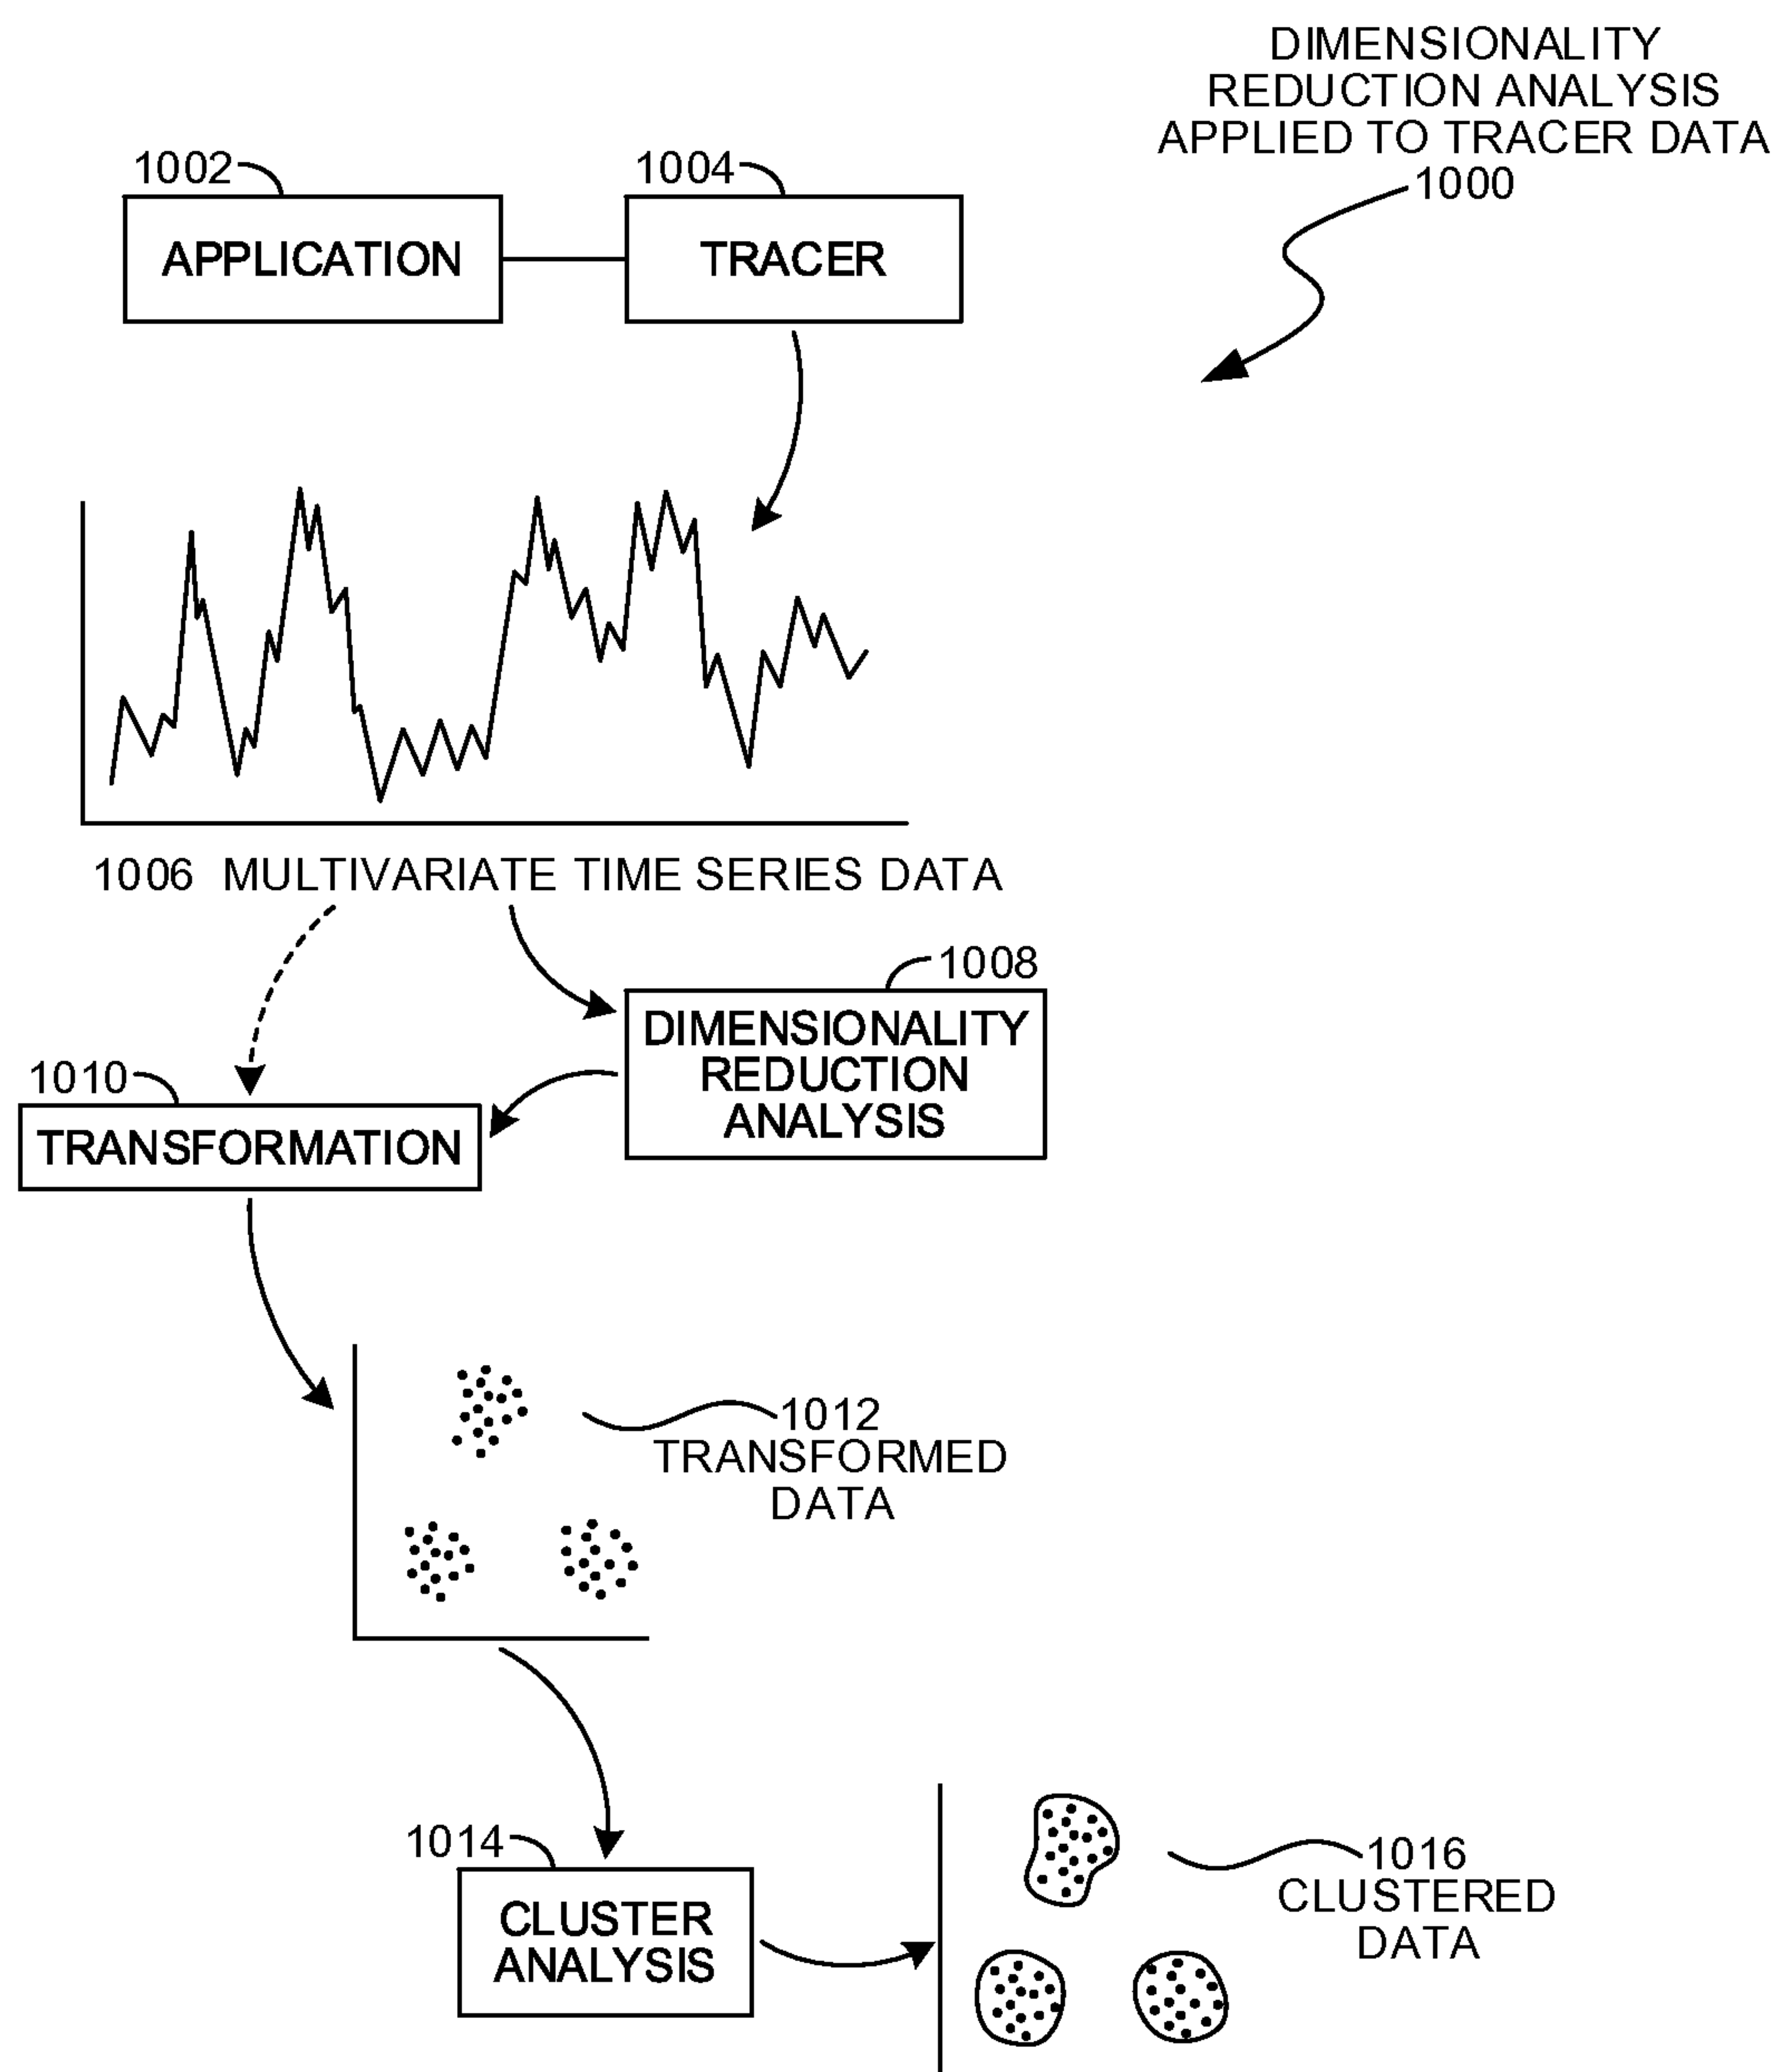 DIMENSIONALITY
REDUCTION ANALYSIS
APPLIED TO TRACER DATA
1000
1002
1004
APPLICATION
TRACER
1006 MULTIVARIATE TIME SERIES DATA
1008
DIMENSIONALITY
REDUCTION
ANALYSIS
1010
TRANSFORMATION
1012
TRANSFORMED
DATA
1014
CLUSTER
ANALYSIS
1016
CLUSTERED
DATA